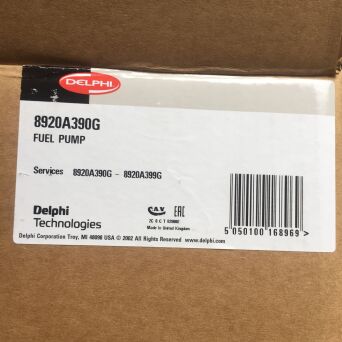 DELPHI
8920A390G
FUEL PUMP
Services 8920A390G - 8920A399G
Delphi
Technologies
C.A.V. EAC
Made in United Kingdom
Delphi Corporation Troy, MI 48098 USA © 2002 All Rights Reserved www.delphi.com
5 050100 168969 >